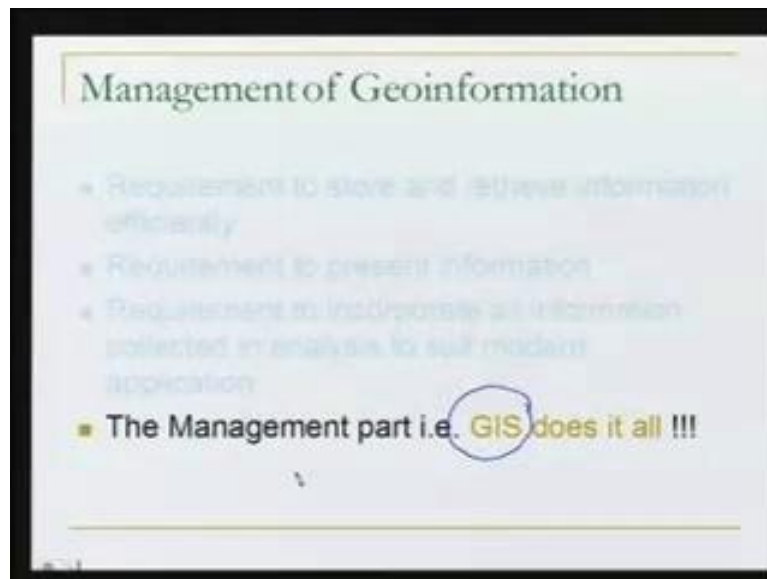 Management of Geoinformation
Requirement to store and retrieve information
efficiently
Requirement to present information
Requirement to incorporate all information
collected in analysis to suit modern
application
The Management part i.e. GIS does it all !!!